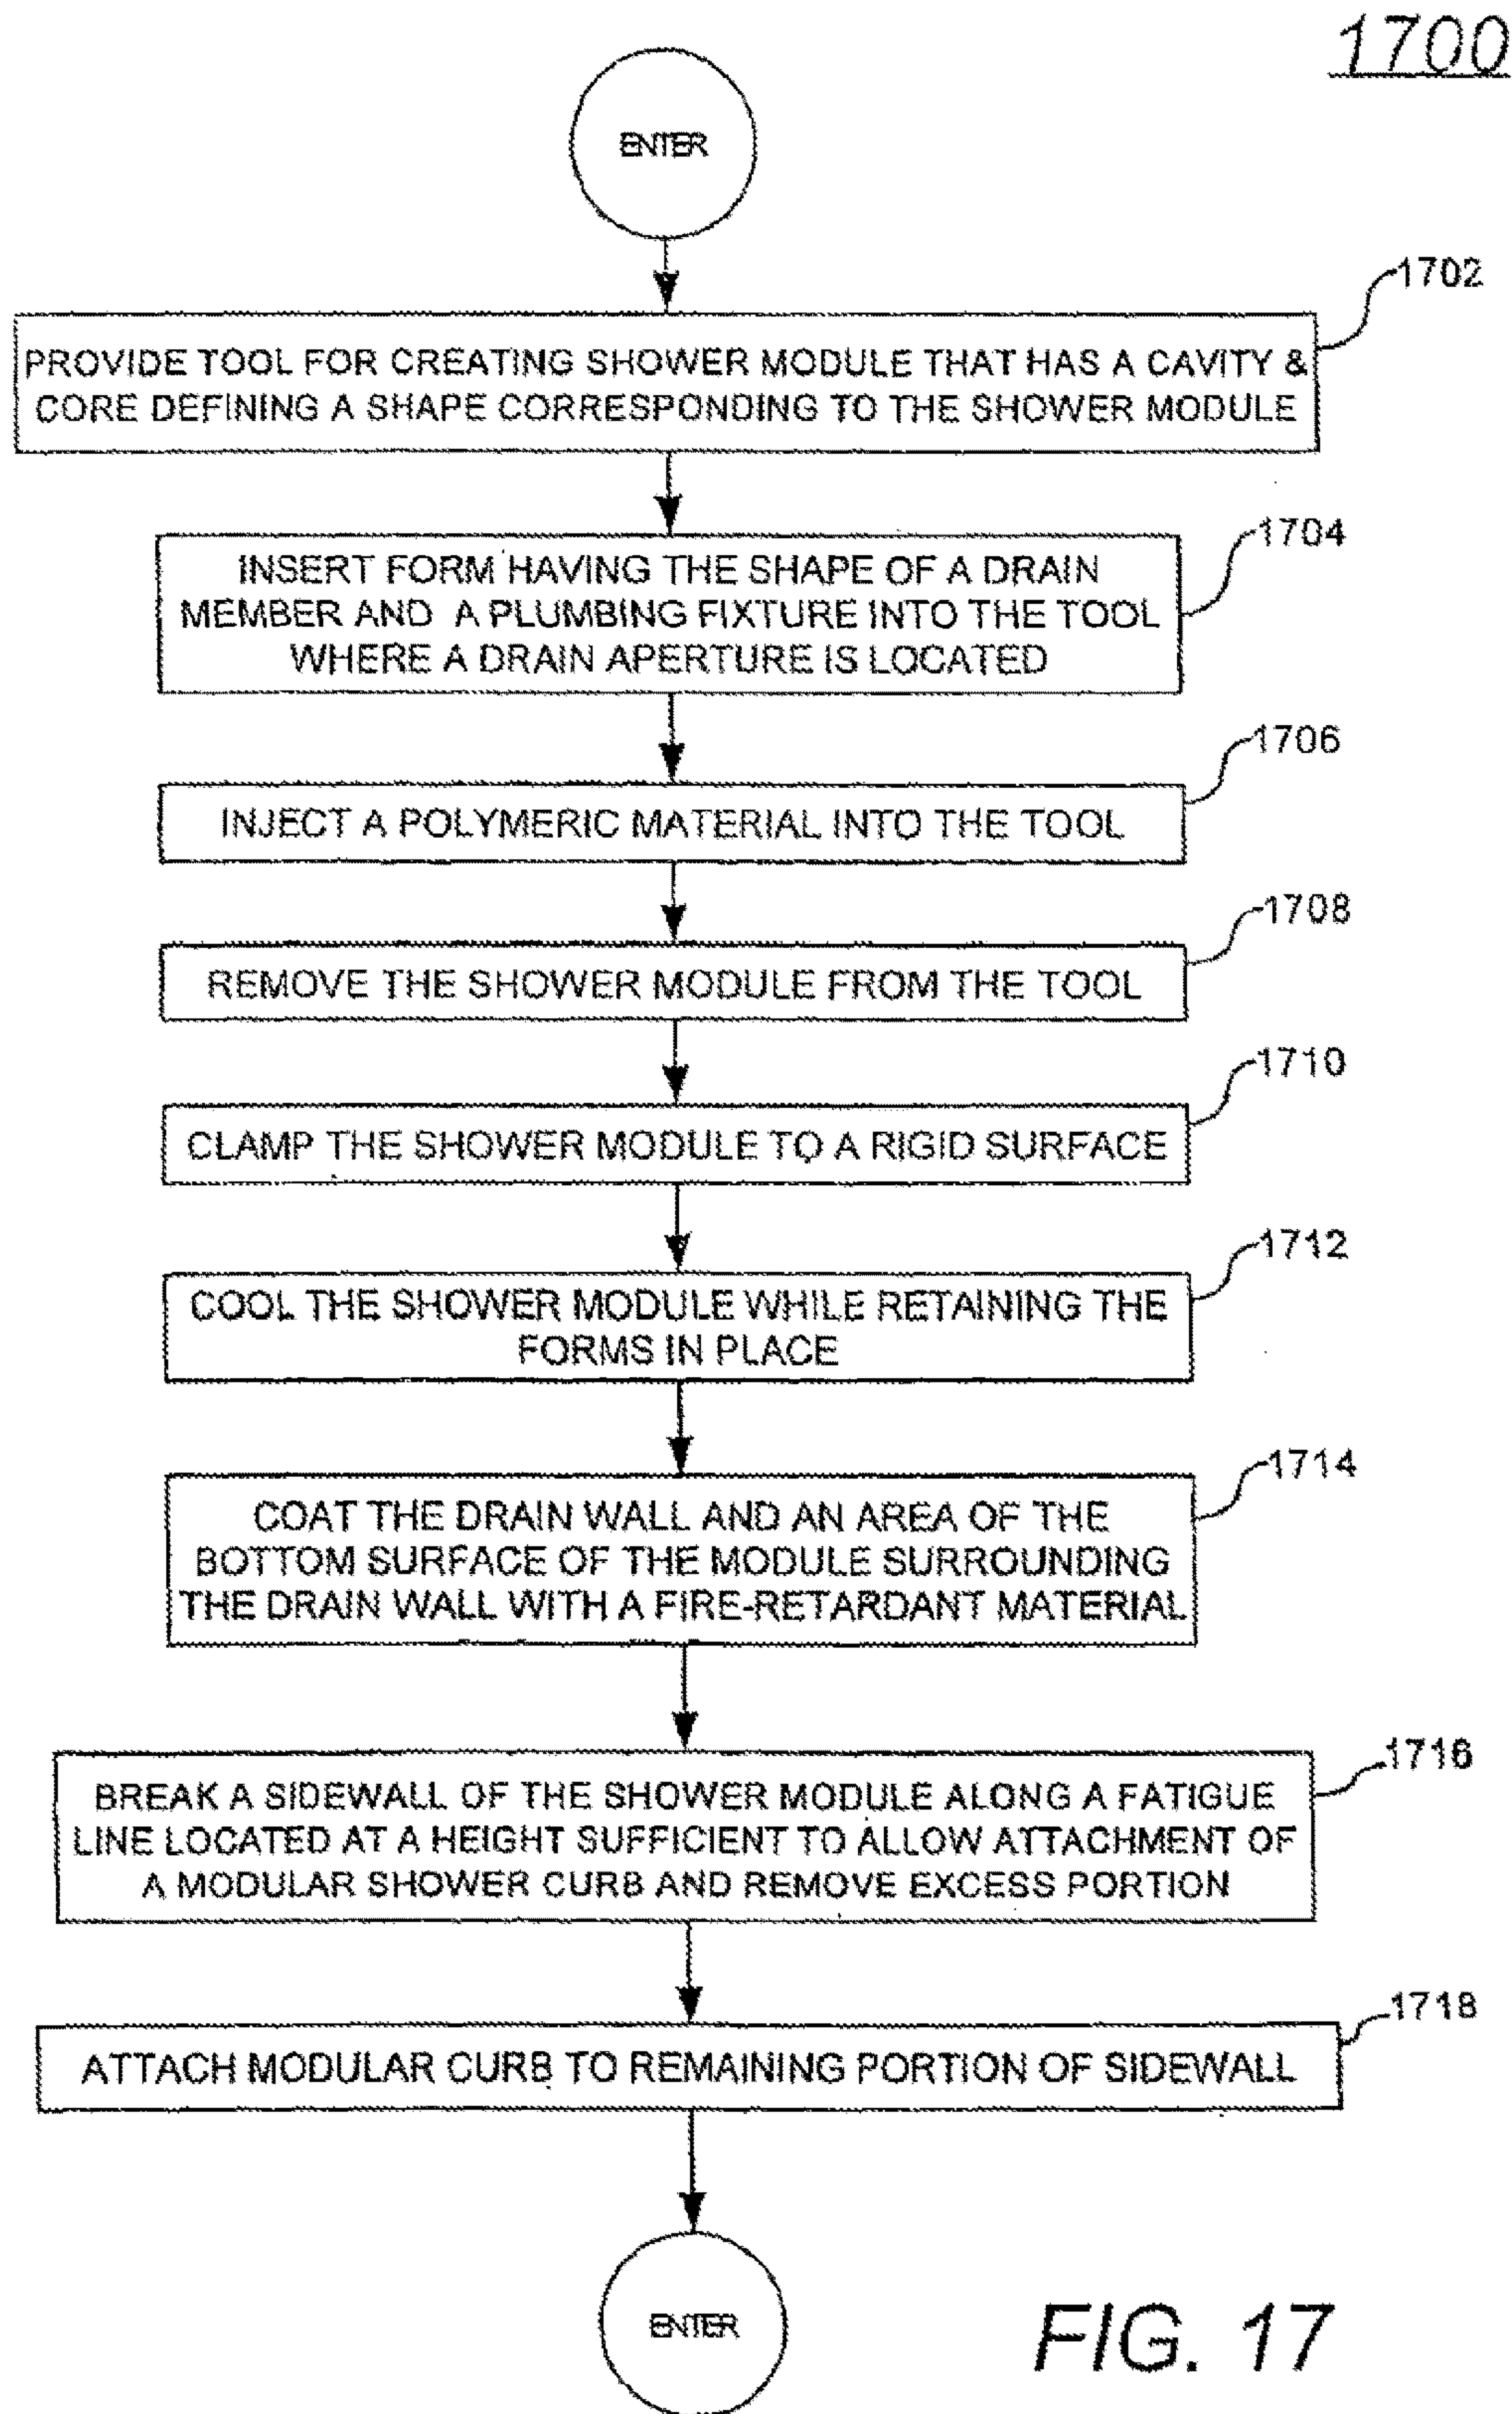 1700
ENTER
1702
PROVIDE TOOL FOR CREATING SHOWER MODULE THAT HAS A CAVITY &
CORE DEFINING A SHAPE CORRESPONDING TO THE SHOWER MODULE
1704
INSERT FORM HAVING THE SHAPE OF A DRAIN
MEMBER AND A PLUMBING FIXTURE INTO THE TOOL
WHERE A DRAIN APERTURE IS LOCATED
1706
INJECT A POLYMERIC MATERIAL INTO THE TOOL
1708
REMOVE THE SHOWER MODULE FROM THE TOOL
1710
CLAMP THE SHOWER MODULE TO A RIGID SURFACE
1712
COOL THE SHOWER MODULE WHILE RETAINING THE
FORMS IN PLACE
1714
COAT THE DRAIN WALL AND AN AREA OF THE
BOTTOM SURFACE OF THE MODULE SURROUNDING
THE DRAIN WALL WITH A FIRE-RETARDANT MATERIAL
1716
BREAK A SIDEWALL OF THE SHOWER MODULE ALONG A FATIGUE
LINE LOCATED AT A HEIGHT SUFFICIENT TO ALLOW ATTACHMENT OF
A MODULAR SHOWER CURB AND REMOVE EXCESS PORTION
1718
ATTACH MODULAR CURB TO REMAINING PORTION OF SIDEWALL
ENTER
FIG. 17